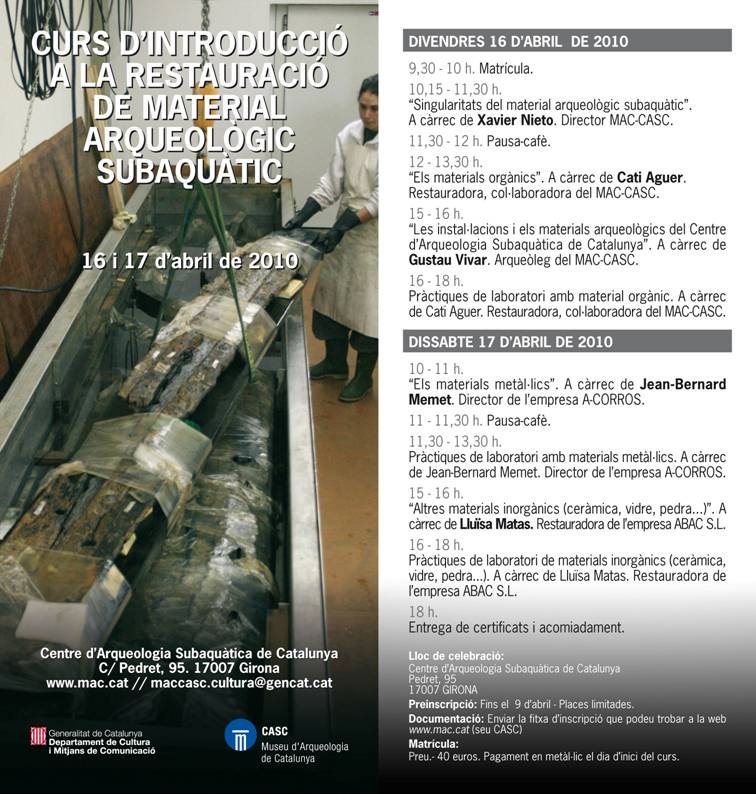 CURS D'INTRODUCCIÓ
A LA RESTAURACIÓ
DE MATERIAL
ARQUEOLÒGIC
SUBAQUÀTIC
16 i 17 d'abril de 2010
Centre d'Arqueologia Subaquàtica de Catalunya
C/ Pedret, 95. 17007 Girona
www.mac.cat // maccasc.cultura@gencat.cat
Generalitat de Catalunya
Departament de Cultura
i Mitjans de Comunicació
CASC
Museu d'Arqueologia
de Catalunya
DIVENDRES 16 D'ABRIL DE 2010
9,30 - 10 h. Matrícula.
10,15 - 11,30 h.
“Singularitats del material arqueològic subaquàtic”.
A càrrec de Xavier Nieto. Director MAC-CASC.
11,30 - 12 h. Pausa-cafè.
12 - 13,30 h.
“Els materials orgànics”. A càrrec de Cati Aguer.
Restauradora, col·laboradora del MAC-CASC.
15 - 16 h.
“Les instal·lacions i els materials arqueològics del Centre
d'Arqueologia Subaquàtica de Catalunya”. A càrrec de
Gustau Vivar. Arqueòleg del MAC-CASC.
16 - 18 h.
Pràctiques de laboratori amb material orgànic. A càrrec
de Cati Aguer. Restauradora, col·laboradora del MAC-CASC.
DISSABTE 17 D'ABRIL DE 2010
10 - 11 h.
“Els materials metàl·lics”. A càrrec de Jean-Bernard
Memet. Director de l'empresa A-CORROS.
11 - 11,30 h. Pausa-cafè.
11,30 - 13,30 h.
Pràctiques de laboratori amb materials metàl·lics. A càrrec
de Jean-Bernard Memet. Director de l'empresa A-CORROS.
15 - 16 h.
“Altres materials inorgànics (ceràmica, vidre, pedra...)”. A
càrrec de Lluïsa Matas. Restauradora de l'empresa ABAC S.L.
16 - 18 h.
Pràctiques de laboratori de materials inorgànics (ceràmica,
vidre, pedra...). A càrrec de Lluïsa Matas. Restauradora de
l'empresa ABAC S.L.
18 h.
Entrega de certificats i acomiadament.
Lloc de celebració:
Centre d'Arqueologia Subaquàtica de Catalunya
Pedret, 95
17007 GIRONA
Preinscripció: Fins el 9 d'abril - Places limitades.
Documentació: Enviar la fitxa d'inscripció que podeu trobar a la web
www.mac.cat (seu CASC)
Matrícula:
Preu.- 40 euros. Pagament en metàl·lic el dia d'inici del curs.